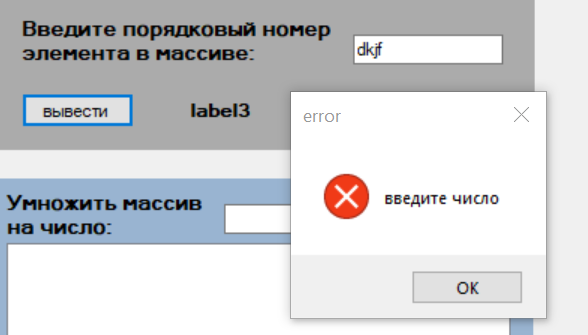 Введите порядковый номер
элемента в массиве:
dkjf
вывести
label3
error
введите число
OK
Умножить массив
на число: